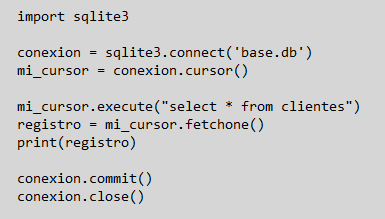 import sqlite3
conexion = sqlite3.connect('base.db')
mi_cursor = conexion.cursor()
mi_cursor.execute("select * from clientes")
registro = mi_cursor.fetchone()
print(registro)
conexion.commit()
conexion.close()